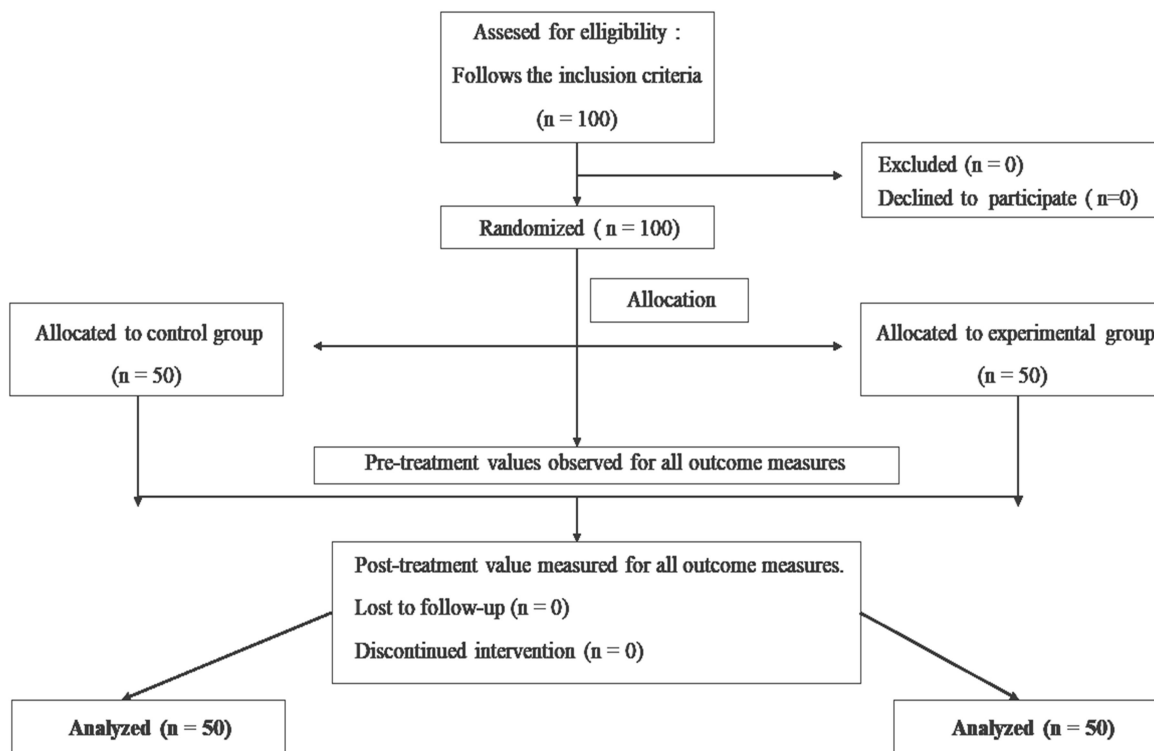 Assesed for elligibility :
Follows the inclusion criteria
(n = 100)
Excluded (n = 0)
Declined to participate ( n=0)
Randomized ( n = 100)
Allocation
Allocated to control group
(n = 50)
Allocated to experimental group
(n = 50)
Pre-treatment values observed for all outcome measures
Post-treatment value measured for all outcome measures.
Lost to follow-up (n = 0)
Discontinued intervention (n = 0)
Analyzed (n = 50)
Analyzed (n = 50)